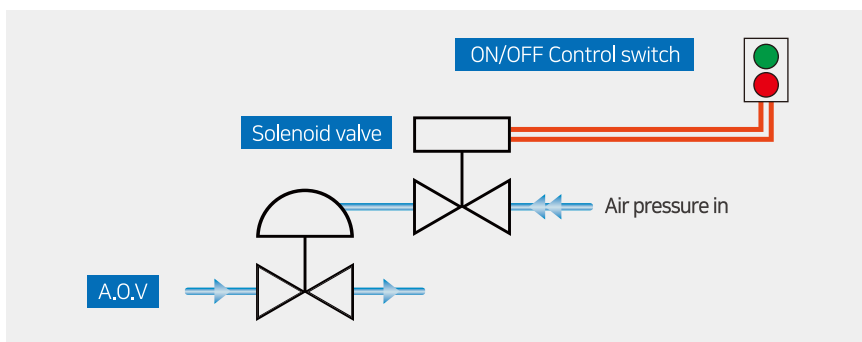 ON/OFF Control switch
Solenoid valve
Air pressure in
A.O.V